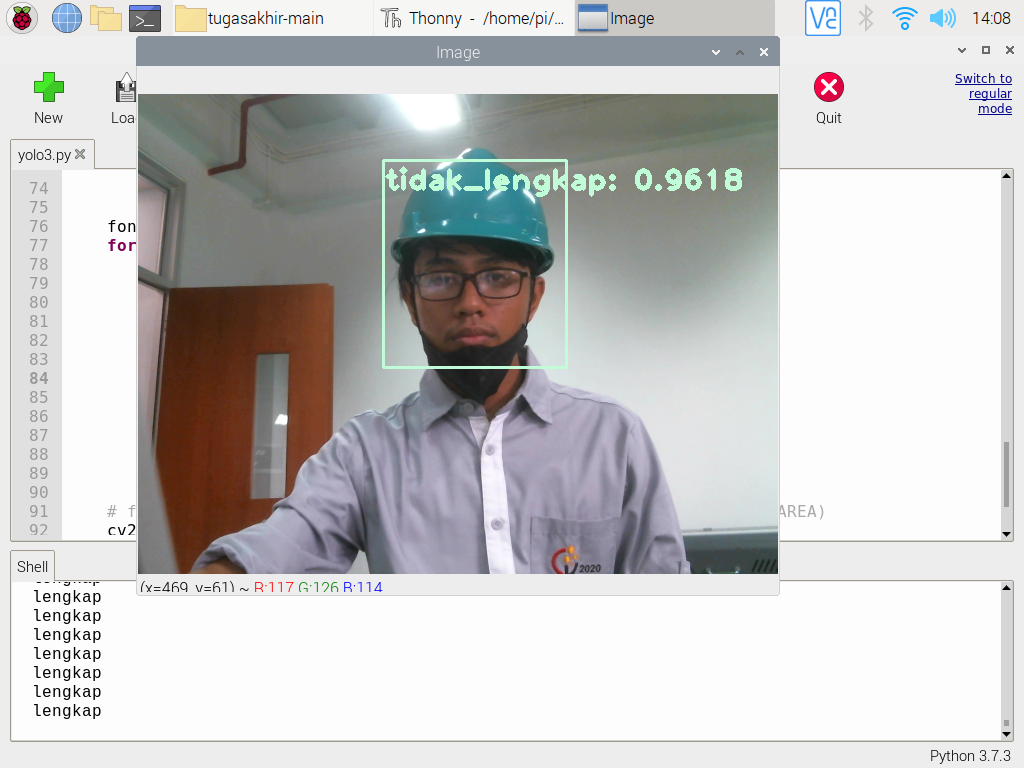 tugasakhir-main
Thonny - /home/pi/...
Image
14:08
Image
New
Loa
Quit
Switch to
regular
mode
yolo3.py
tidak_lengkap: 0.9618
74
75
76 fon
77 for
78
79
80
81
82
83
84
85
86
87
88
89
90
91 # f AREA)
92 cv2
2020
(x=469, y=61) ~ R:117 G:126 B:114
Shell
lengkap
lengkap
lengkap
lengkap
lengkap
lengkap
lengkap
lengkap
Python 3.7.3